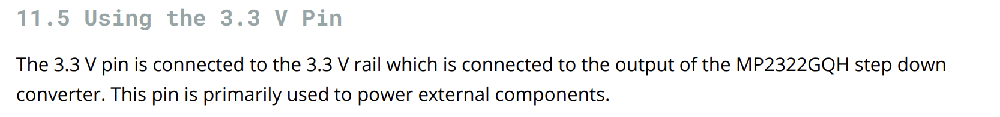 11.5 Using the 3.3 V Pin
The 3.3 V pin is connected to the 3.3 V rail which is connected to the output of the MP2322GQH step down
converter. This pin is primarily used to power external components.